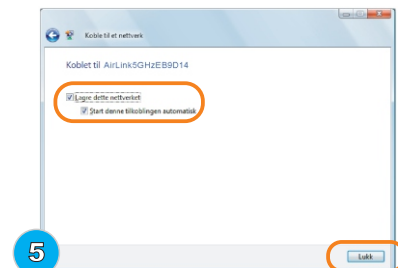 Koble til et nettverk
Koblet til AirLink5GHzEB9D14
Lagre dette nettverket
Start denne tilkoblingen automatisk
5
Lukk